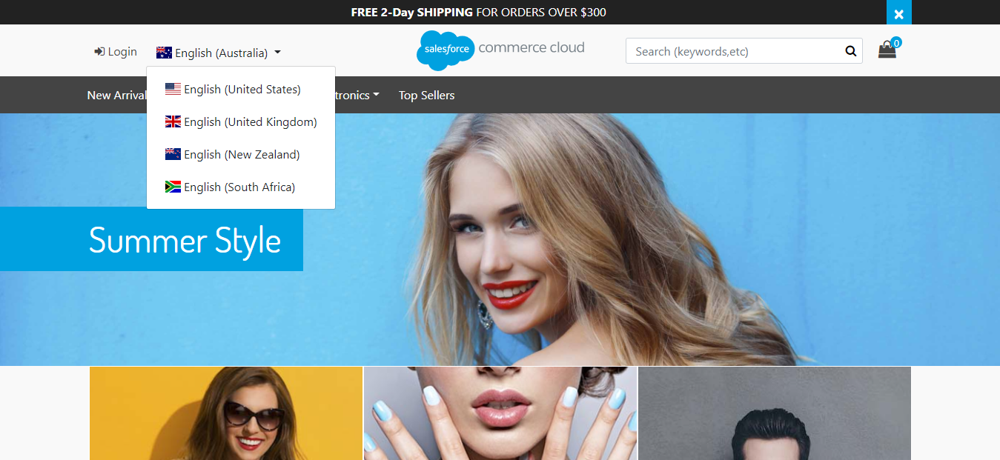 FREE 2-Day SHIPPING FOR ORDERS OVER $300
×
Login
English (Australia)
salesforce commerce cloud
Search (keywords,etc)
0
New Arrival
tronics
Top Sellers
English (United States)
English (United Kingdom)
English (New Zealand)
English (South Africa)
Summer Style